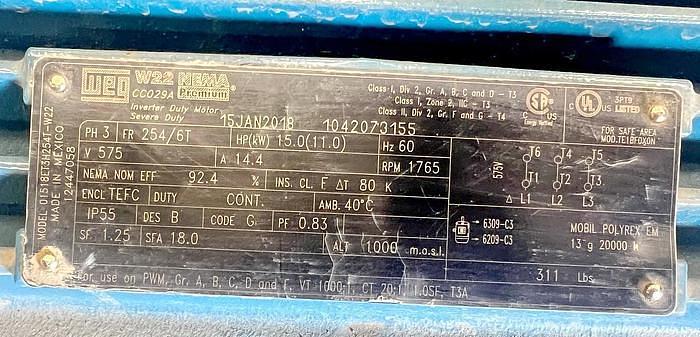 WEG W22 NEMA Premium
CC029A
Inverter Duty Motor
Severe Duty
15JAN2018 1042073155
Class I, Div 2, Gr. A, B, C and D - T3
Class I, Zone 2, IIC - T3
Class II, Div 2, Gr. F and G - T4
CSA
C UL US LISTED
3PT9
FOR SAFE-AREA
PH 3 FR 254/6T HP(kW) 15.0(11.0) Hz 60
V 575 A 14.4 RPM 1765
NEMA NOM EFF 92.4 % INS. CL. F ΔT 80 K
ENCL TEFC DUTY CONT. AMB. 40°C
IP55 DES B CODE G PF 0.83
SF 1.25 SFA 18.0 ALT 1000 m.a.s.l.
For use on PWM, Gr. A, B, C, D and F, VT 1000:1, CT 20:1, 1.0SF, T3A
MADE IN MEXICO
12447058
575V
T6 T4 T5
T1 T2 T3
Δ L1 L2 L3
6309-C3
6209-C3
MOBIL POLYREX EM
13 g 20000 h
311 Lbs